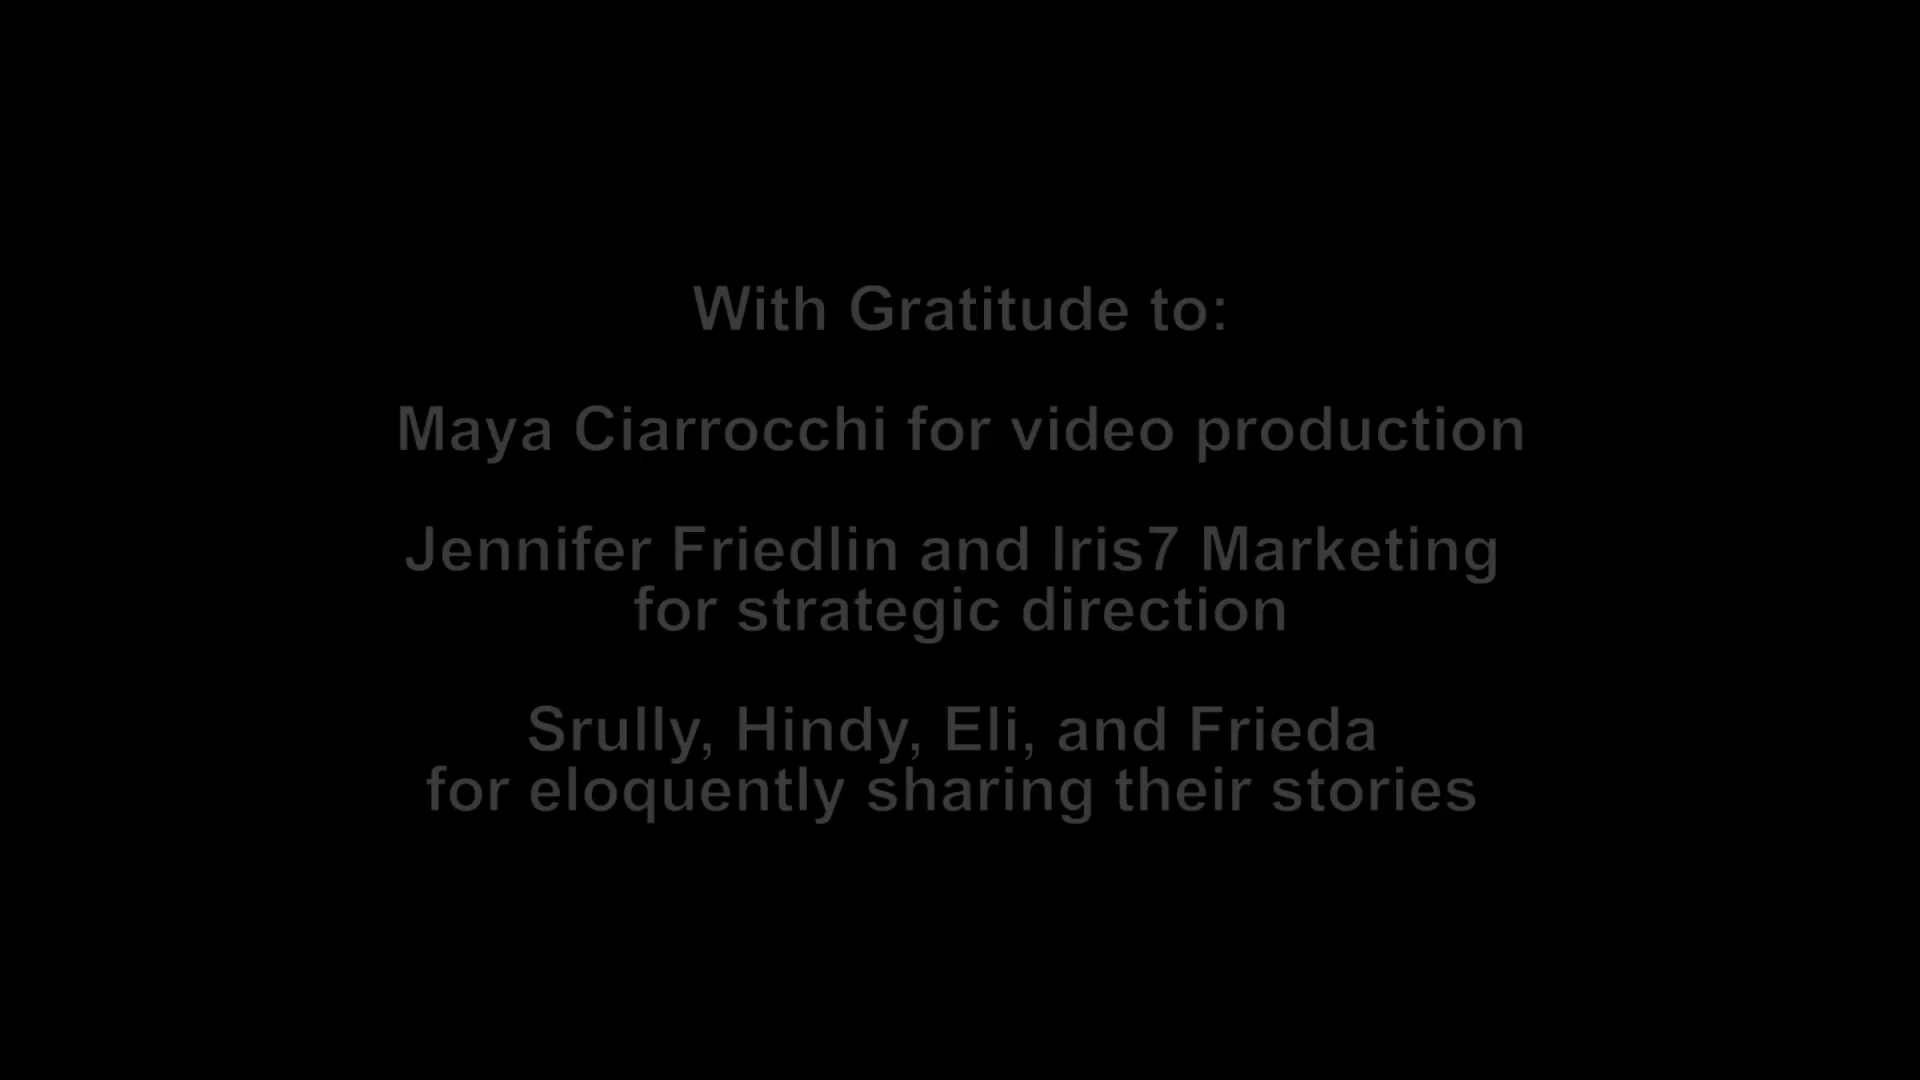 With Gratitude to:
Maya Ciarrocchi for video production
Jennifer Friedlin and Iris7 Marketing
for strategic direction
Srully, Hindy, Eli, and Frieda
for eloquently sharing their stories